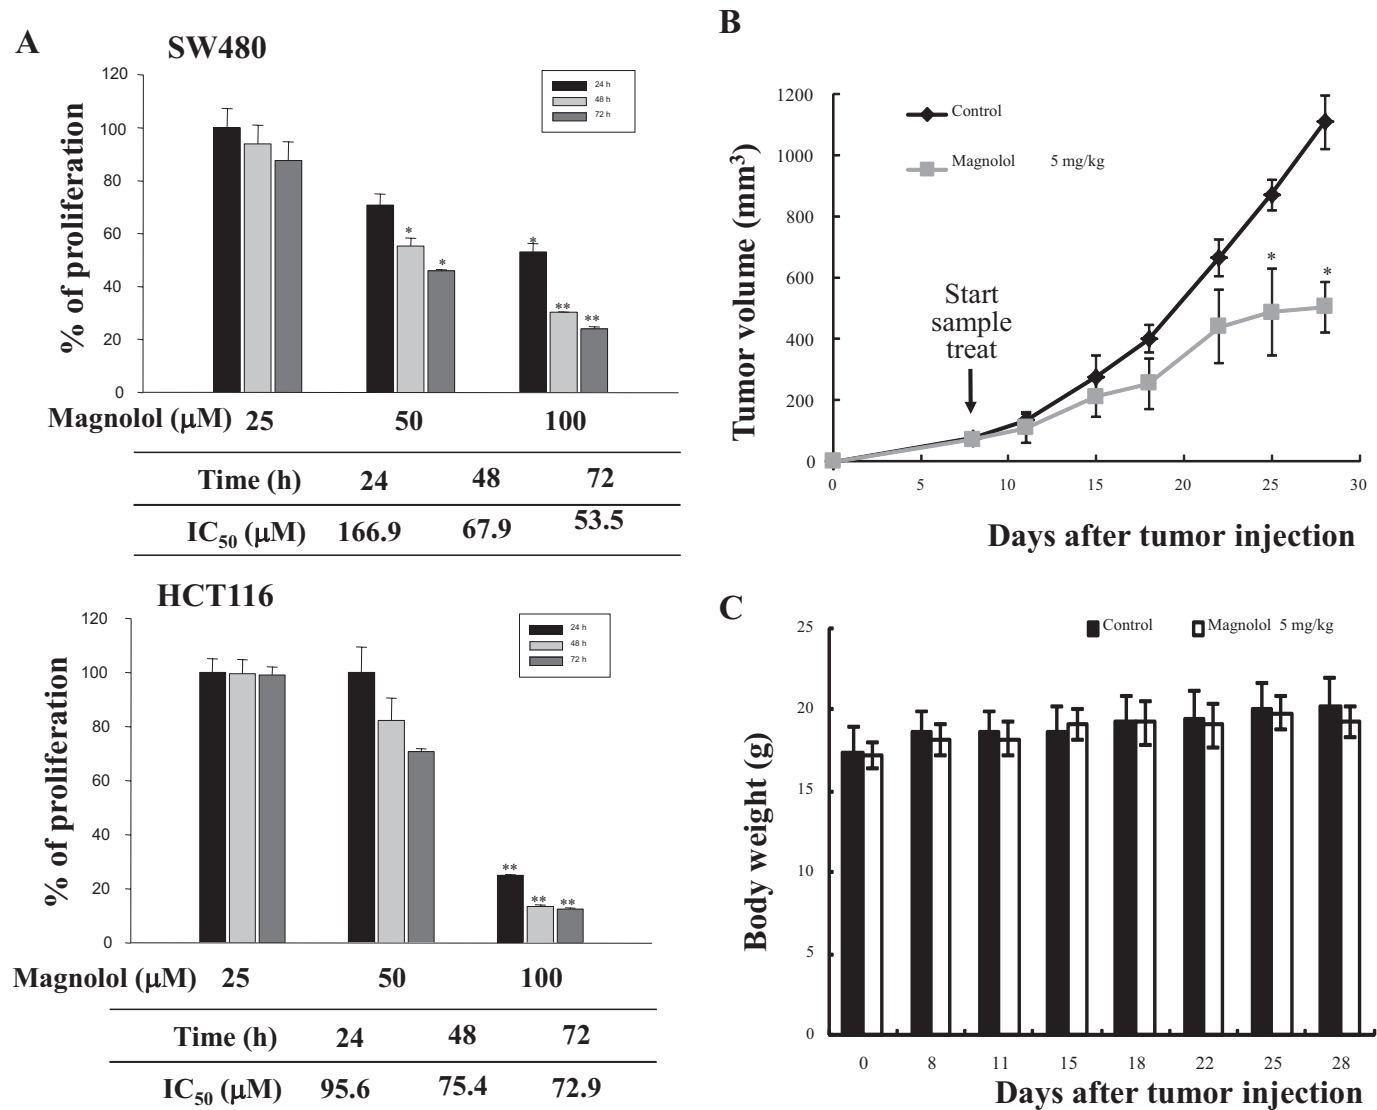 A
SW480
% of proliferation
120
100
80
60
40
20
0
24 h
48 h
72 h
*
*
*
**
**
Magnolol (μM) 25 50 100
Time (h) 24 48 72
IC50 (μM) 166.9 67.9 53.5
HCT116
% of proliferation
120
100
80
60
40
20
0
24 h
48 h
72 h
**
**
**
Magnolol (μM) 25 50 100
Time (h) 24 48 72
IC50 (μM) 95.6 75.4 72.9
B
Tumor volume (mm3)
1200
1000
800
600
400
200
0
Control
Magnolol 5 mg/kg
Start
sample
treat
*
*
0 5 10 15 20 25 30
Days after tumor injection
C
Body weight (g)
25
20
15
10
5
0
Control Magnolol 5 mg/kg
0 8 11 15 18 22 25 28
Days after tumor injection